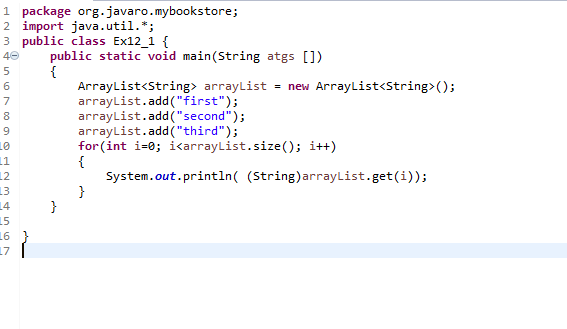 1 package org.javaro.mybookstore;
2 import java.util.*;
3 public class Ex12_1 {
4 public static void main(String atgs [])
5 {
6 ArrayList<String> arrayList = new ArrayList<String>();
7 arrayList.add("first");
8 arrayList.add("second");
9 arrayList.add("third");
10 for(int i=0; i<arrayList.size(); i++)
11 {
12 System.out.println( (String)arrayList.get(i));
13 }
14 }
15
16 }
17